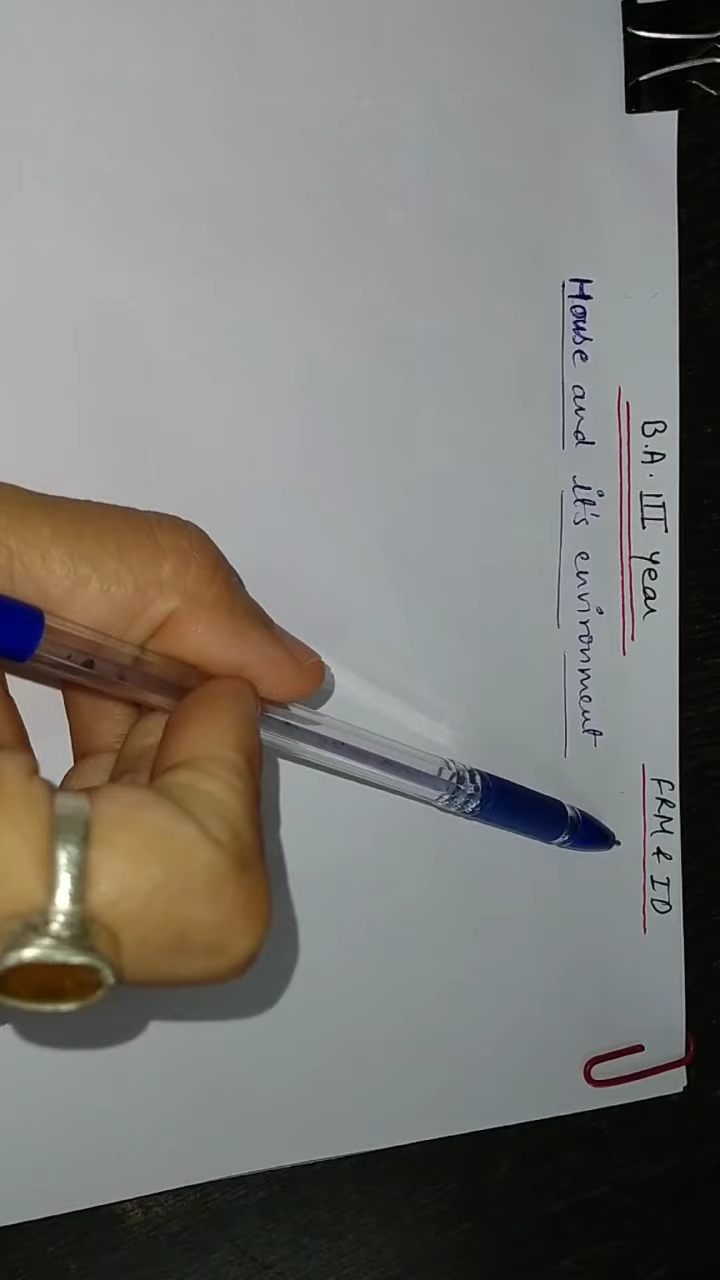 B.A. III year FRM & ID
House and it's environment